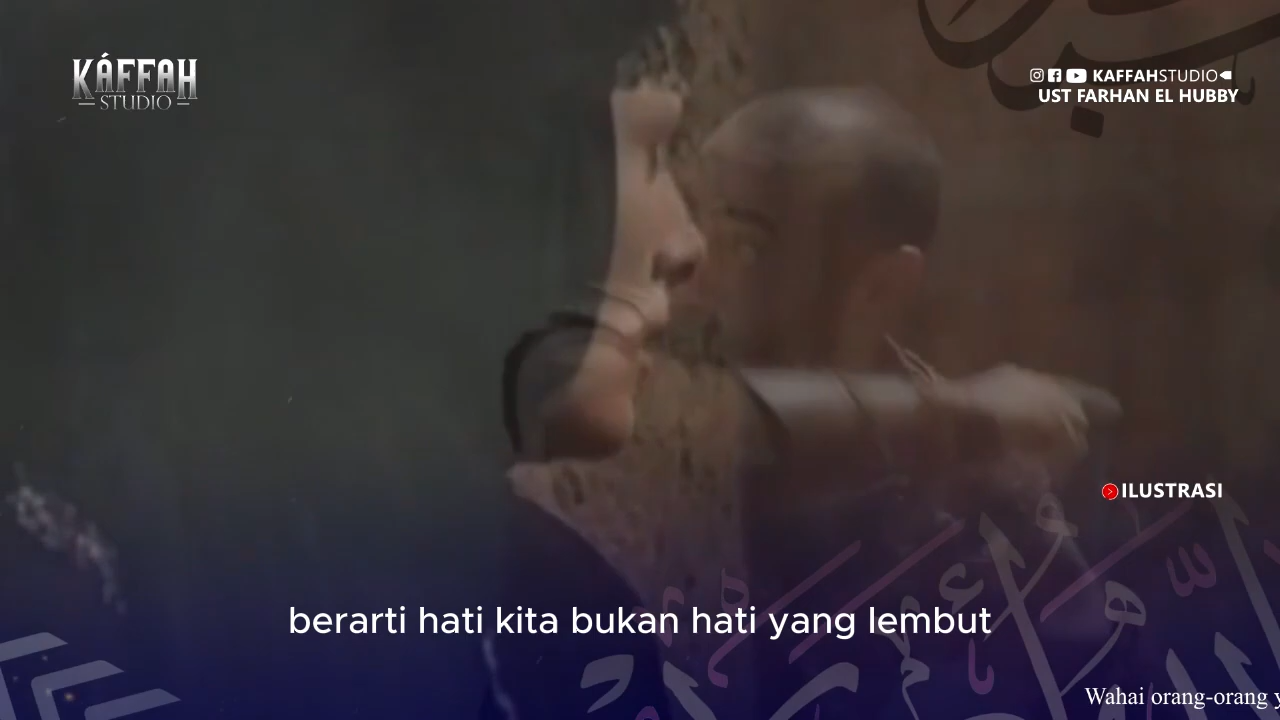 KÁFFAH
STUDIO
KAFFAHSTUDIO
UST FARHAN EL HUBBY
ILUSTRASI
berarti hati kita bukan hati yang lembut
Wahai orang-orang